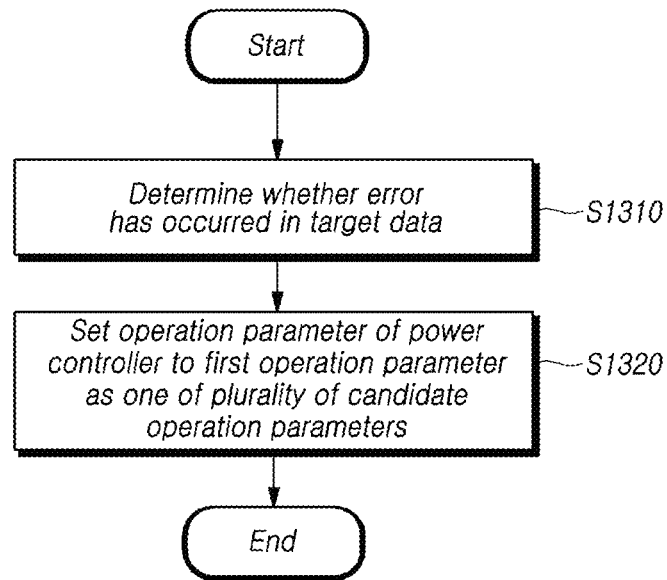 Start
Determine whether error
has occurred in target data
S1310
Set operation parameter of power
controller to first operation parameter
as one of plurality of candidate
operation parameters
S1320
End